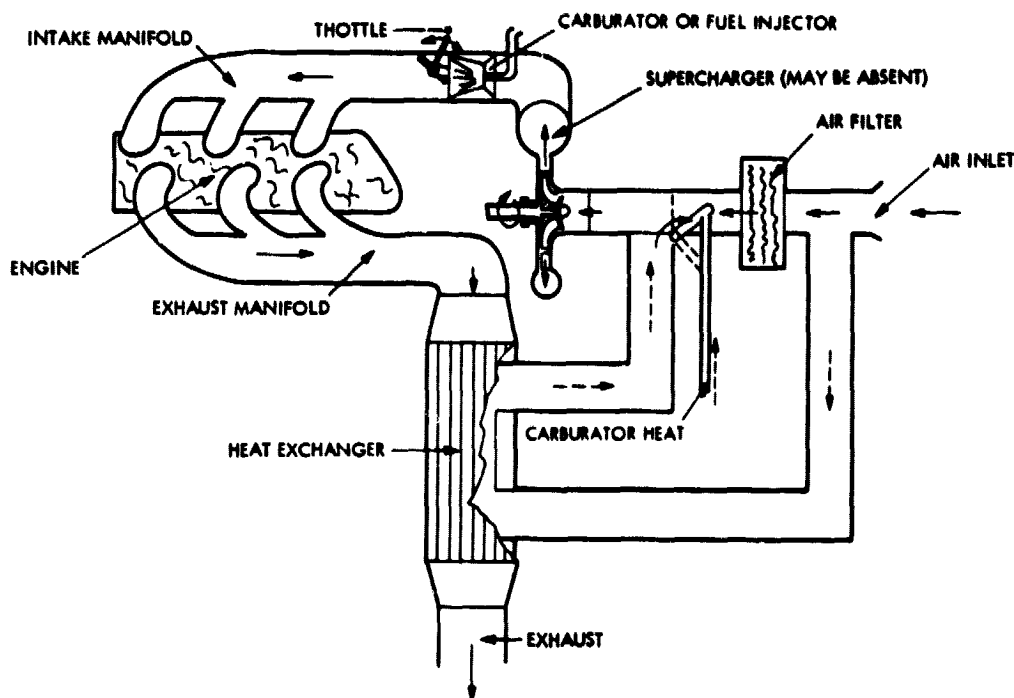 THOTTLE
CARBURATOR OR FUEL INJECTOR
INTAKE MANIFOLD
SUPERCHARGER (MAY BE ABSENT)
AIR FILTER
AIR INLET
ENGINE
EXHAUST MANIFOLD
CARBURATOR HEAT
HEAT EXCHANGER
EXHAUST